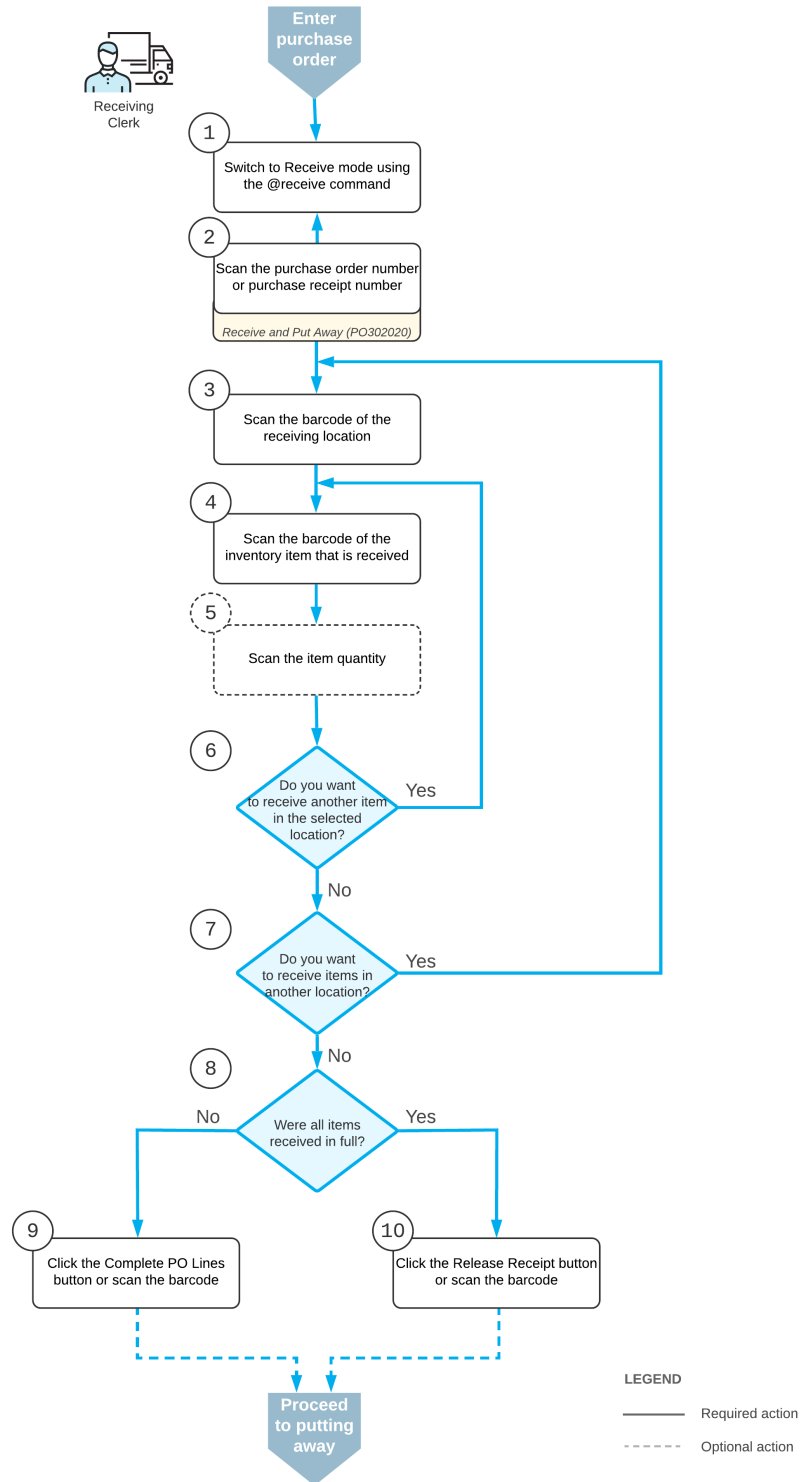 Enter
purchase
order
Receiving
Clerk
1
Switch to Receive mode using
the @receive command
2
Scan the purchase order number
or purchase receipt number
Receive and Put Away (PO302020)
3
Scan the barcode of the
receiving location
4
Scan the barcode of the
inventory item that is received
5
Scan the item quantity
6
Do you want
to receive another item
in the selected
location?
Yes
No
7
Do you want
to receive items in
another location?
Yes
No
8
Were all items
received in full?
No
Yes
9
Click the Complete PO Lines
button or scan the barcode
10
Click the Release Receipt button
or scan the barcode
Proceed
to putting
away
LEGEND
Required action
Optional action